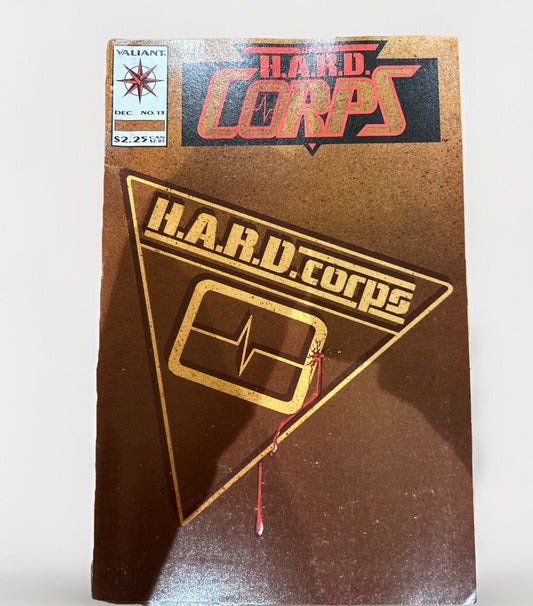 VALIANT
DEC NO. 13
$2.25
H.A.R.D.
CORPS
H.A.R.D. corps